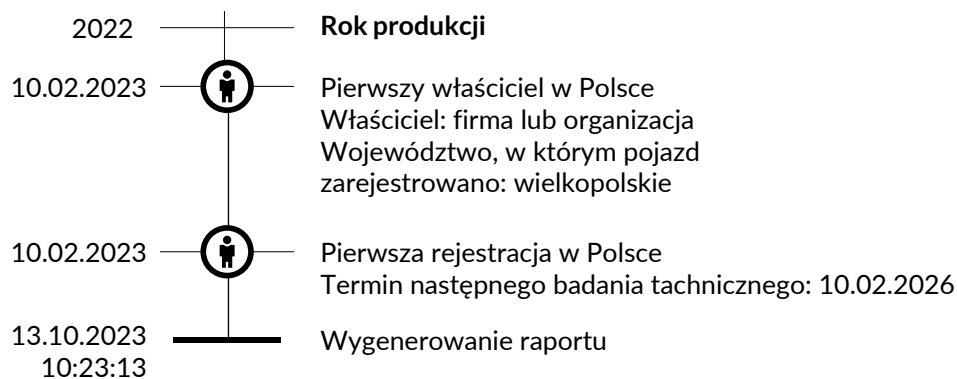 2022 Rok produkcji
10.02.2023 Pierwszy właściciel w Polsce
Właściciel: firma lub organizacja
Województwo, w którym pojazd
zarejestrowano: wielkopolskie
10.02.2023 Pierwsza rejestracja w Polsce
Termin następnego badania tachnicznego: 10.02.2026
13.10.2023 Wygenerowanie raportu
10:23:13